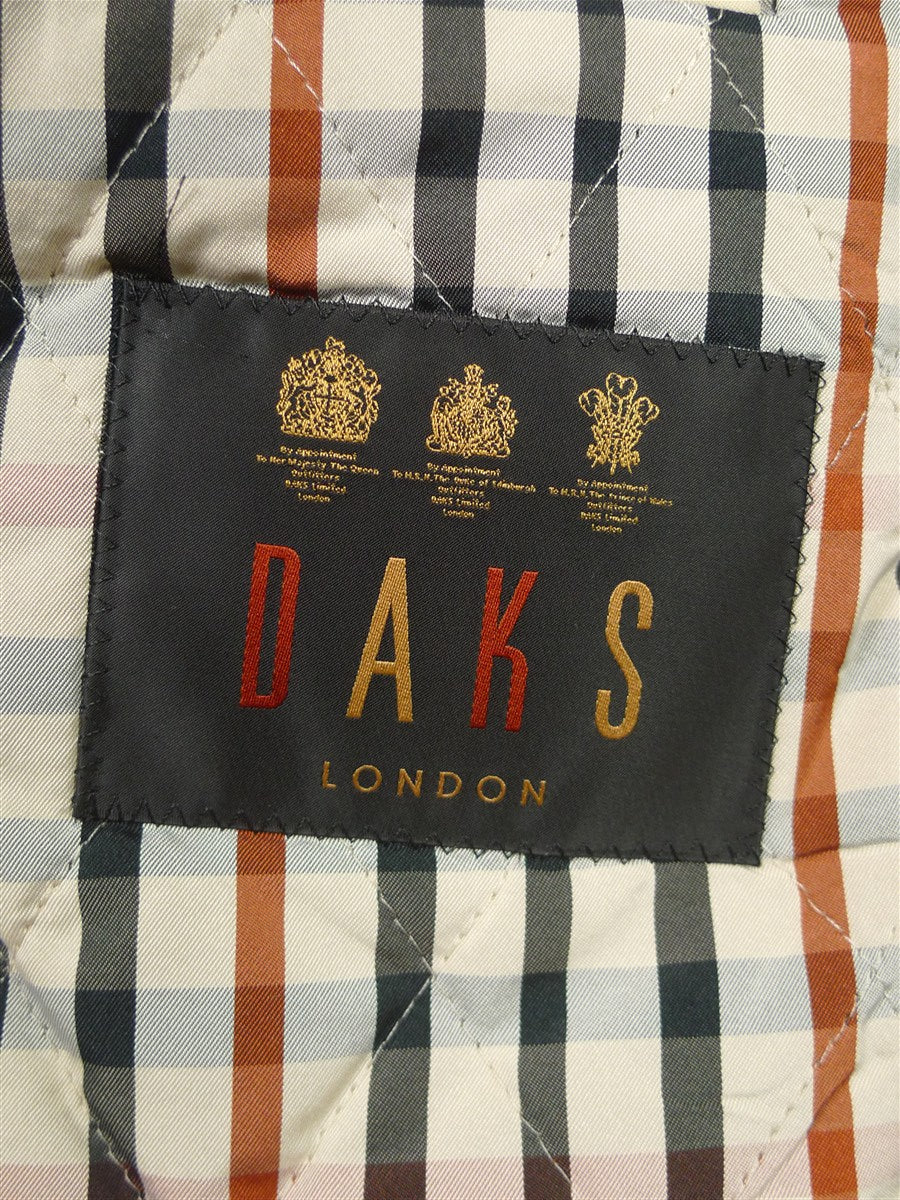 By Appointment
To Her Majesty The Queen
Outfitters
DAKS Limited
London
By Appointment
To H.R.H. The Duke of Edinburgh
Outfitters
DAKS Limited
London
By Appointment
To H.R.H. The Prince of Wales
Outfitters
DAKS Limited
London
DAKS
LONDON